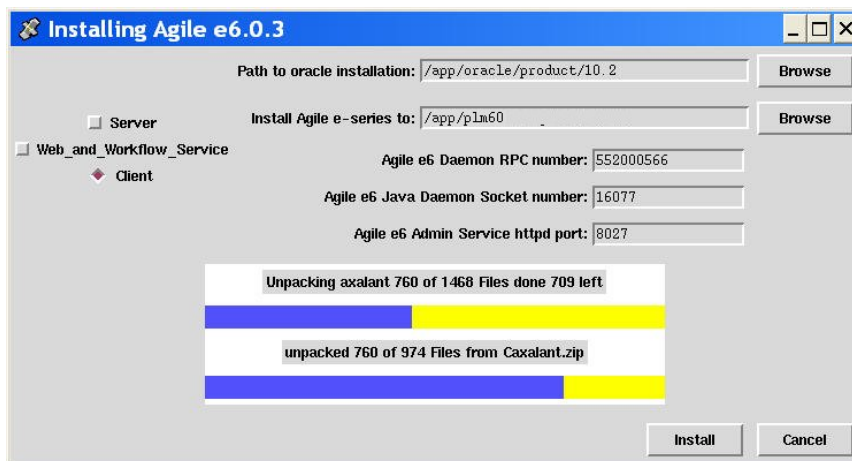 Installing Agile e6.0.3
Path to oracle installation: /app/oracle/product/10.2 Browse
Install Agile e-series to: /app/plm60 Browse
Server
Web_and_Workflow_Service
Client
Agile e6 Daemon RPC number: 552000566
Agile e6 Java Daemon Socket number: 16077
Agile e6 Admin Service httpd port: 8027
Unpacking axalant 760 of 1468 Files done 709 left
unpacked 760 of 974 Files from Caxalant.zip
Install Cancel